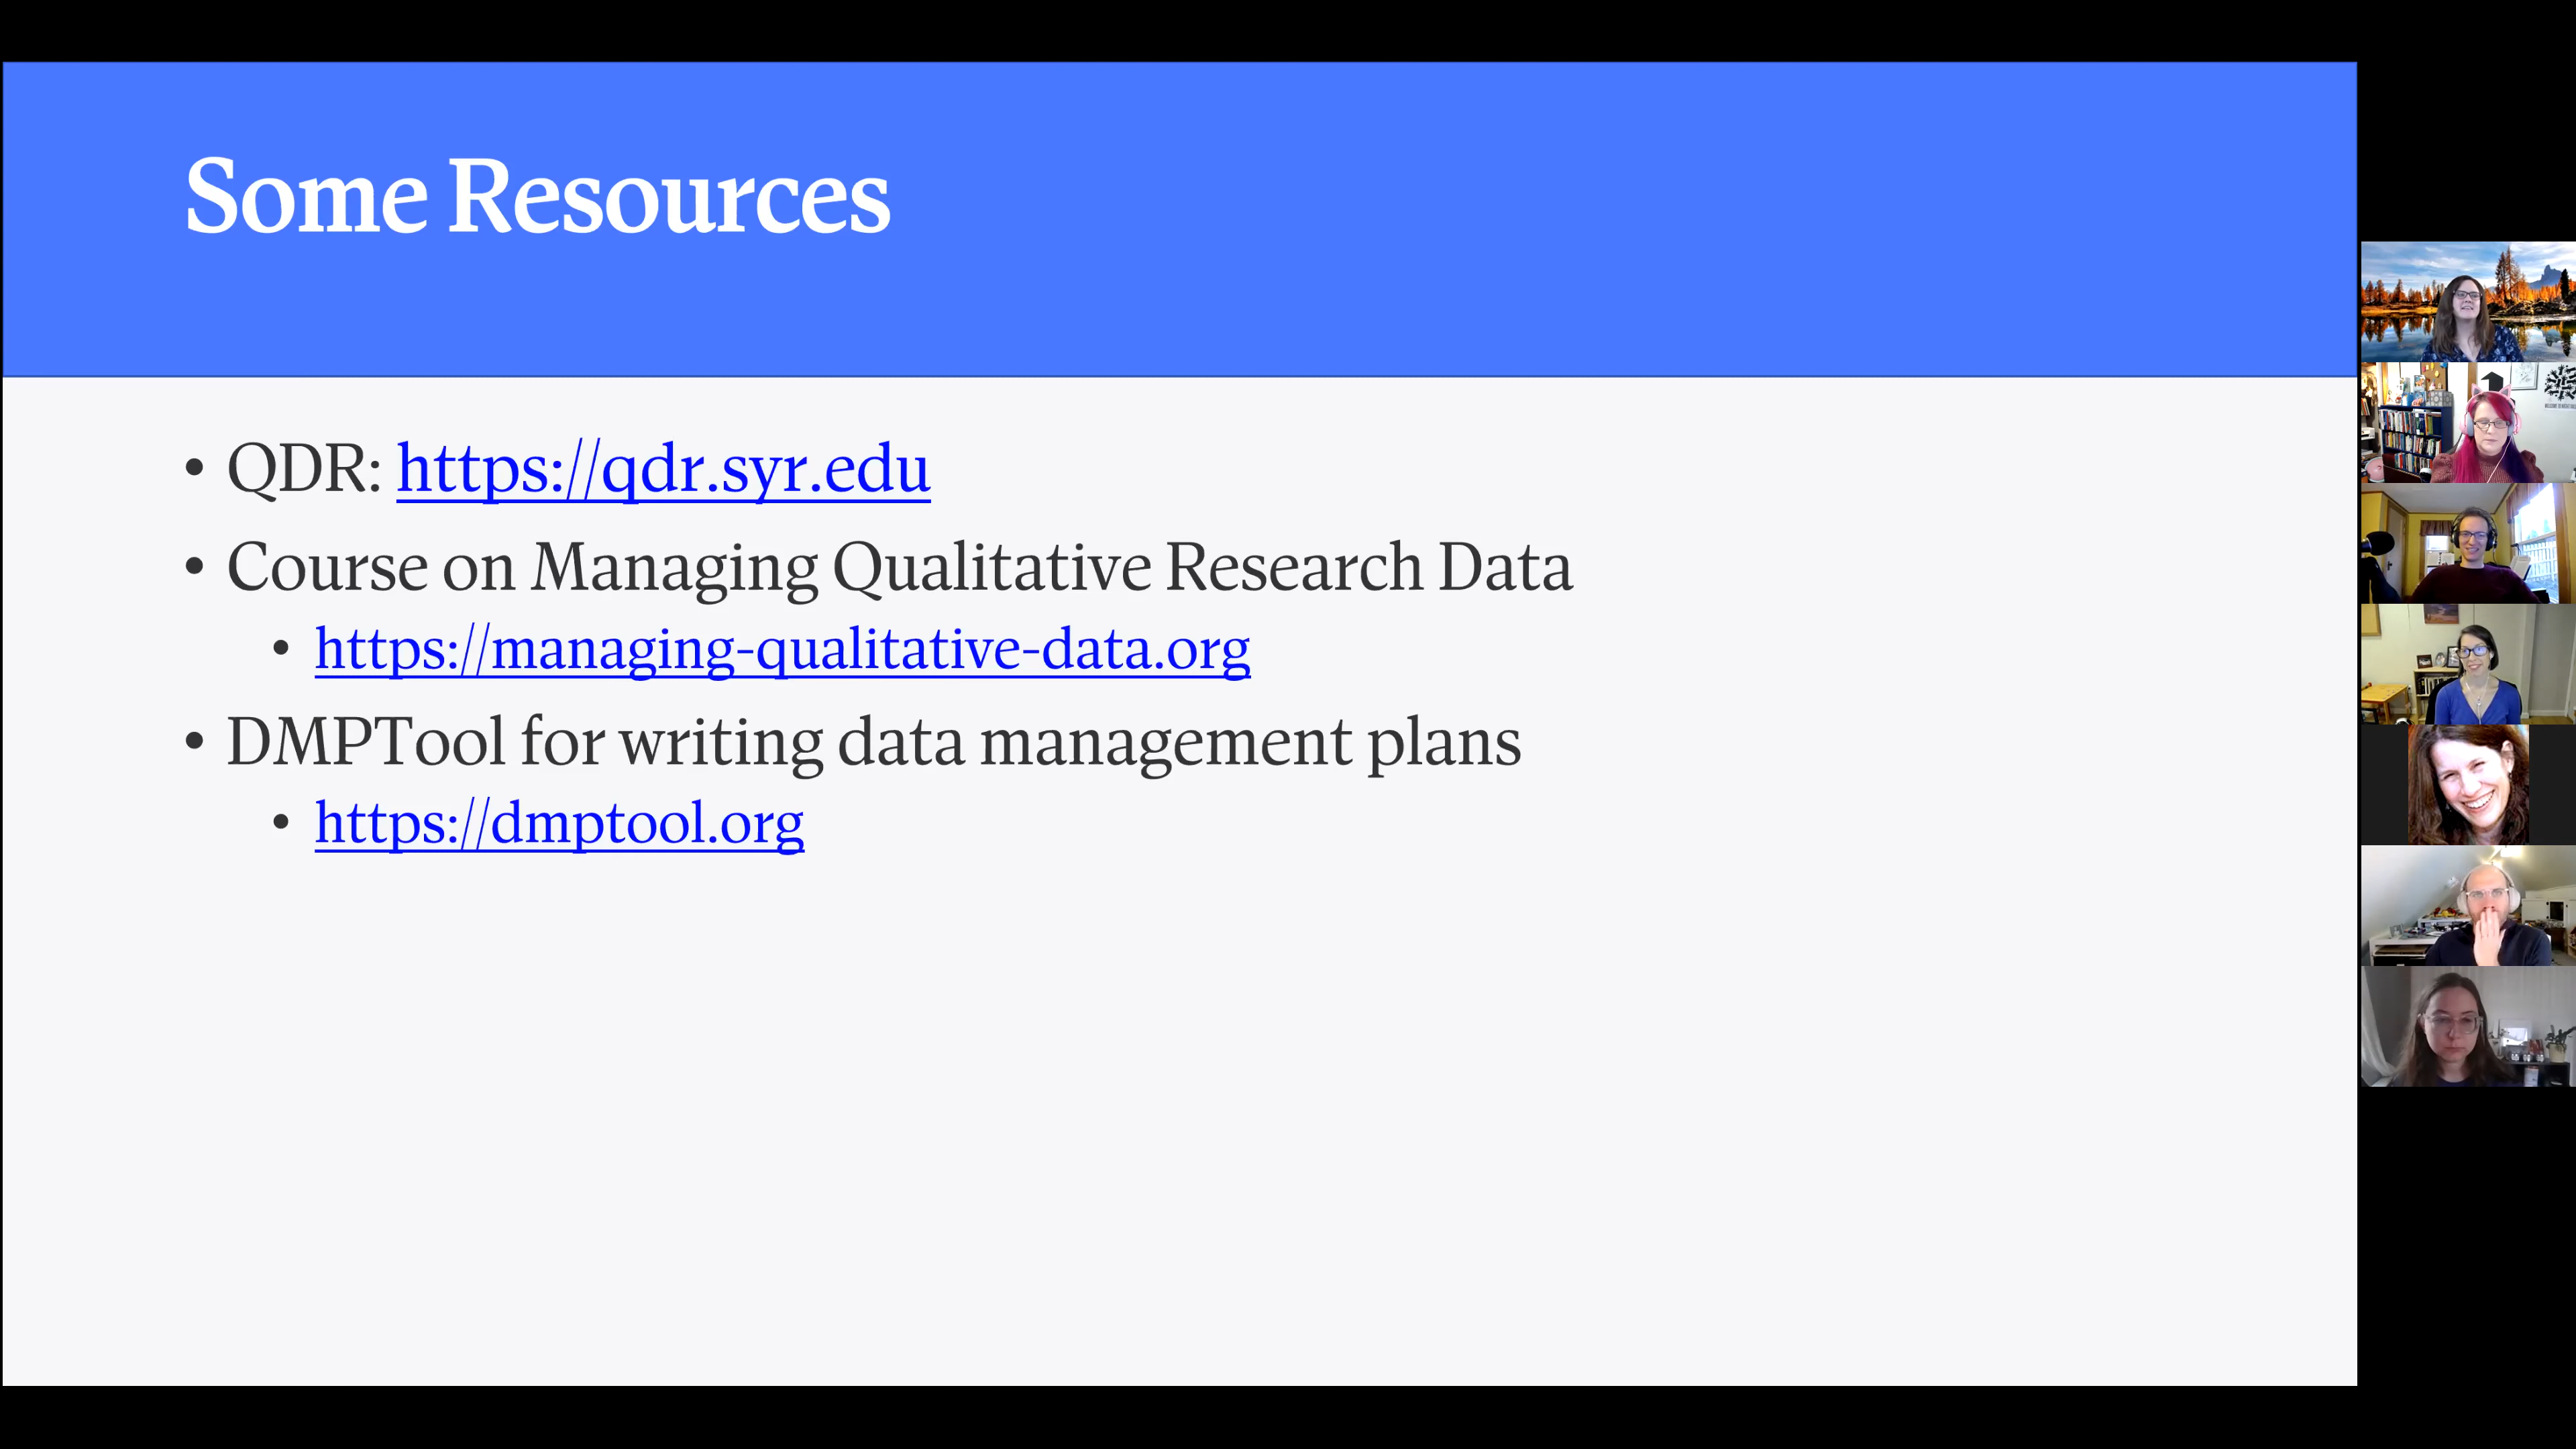 Some Resources
• QDR: https://qdr.syr.edu
• Course on Managing Qualitative Research Data
• https://managing-qualitative-data.org
• DMPTool for writing data management plans
• https://dmptool.org